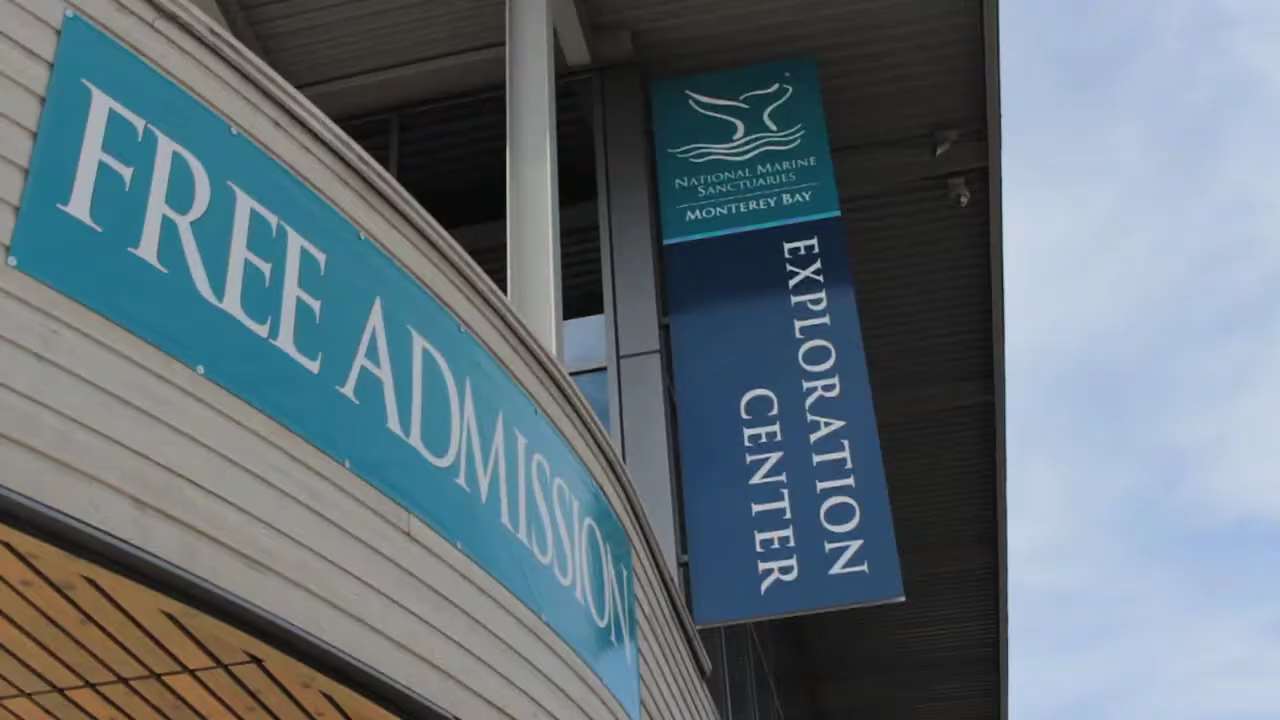 FREE ADMISSION
NATIONAL MARINE
SANCTUARIES
MONTEREY BAY
EXPLORATION
CENTER